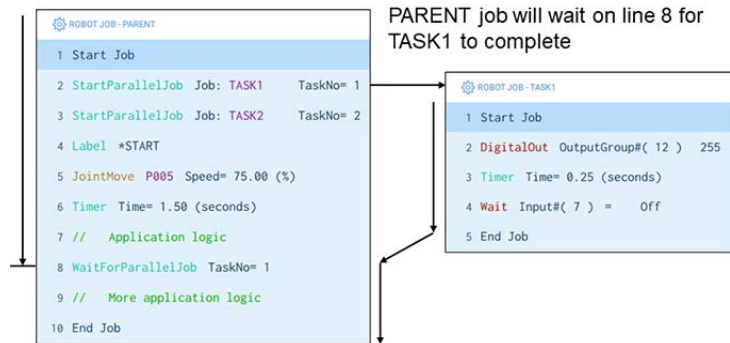 PARENT job will wait on line 8 for
TASK1 to complete
ROBOT JOB - PARENT
1 Start Job
2 StartParallelJob Job: TASK1 TaskNo= 1
3 StartParallelJob Job: TASK2 TaskNo= 2
4 Label *START
5 JointMove P005 Speed= 75.00 (%)
6 Timer Time= 1.50 (seconds)
7 // Application logic
8 WaitForParallelJob TaskNo= 1
9 // More application logic
10 End Job
ROBOT JOB - TASK1
1 Start Job
2 DigitalOut OutputGroup#( 12 ) 255
3 Timer Time= 0.25 (seconds)
4 Wait Input#( 7 ) = Off
5 End Job